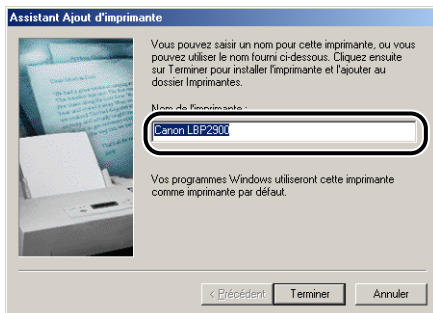 Assistant Ajout d'imprimante
Vous pouvez saisir un nom pour cette imprimante, ou vous
pouvez utiliser le nom fourni ci-dessous. Cliquez ensuite
sur Terminer pour installer l'imprimante et l'ajouter au
dossier Imprimantes.
Nom de l'imprimante :
Canon LBP2900
Vos programmes Windows utiliseront cette imprimante
comme imprimante par défaut.
< Précédent Terminer Annuler